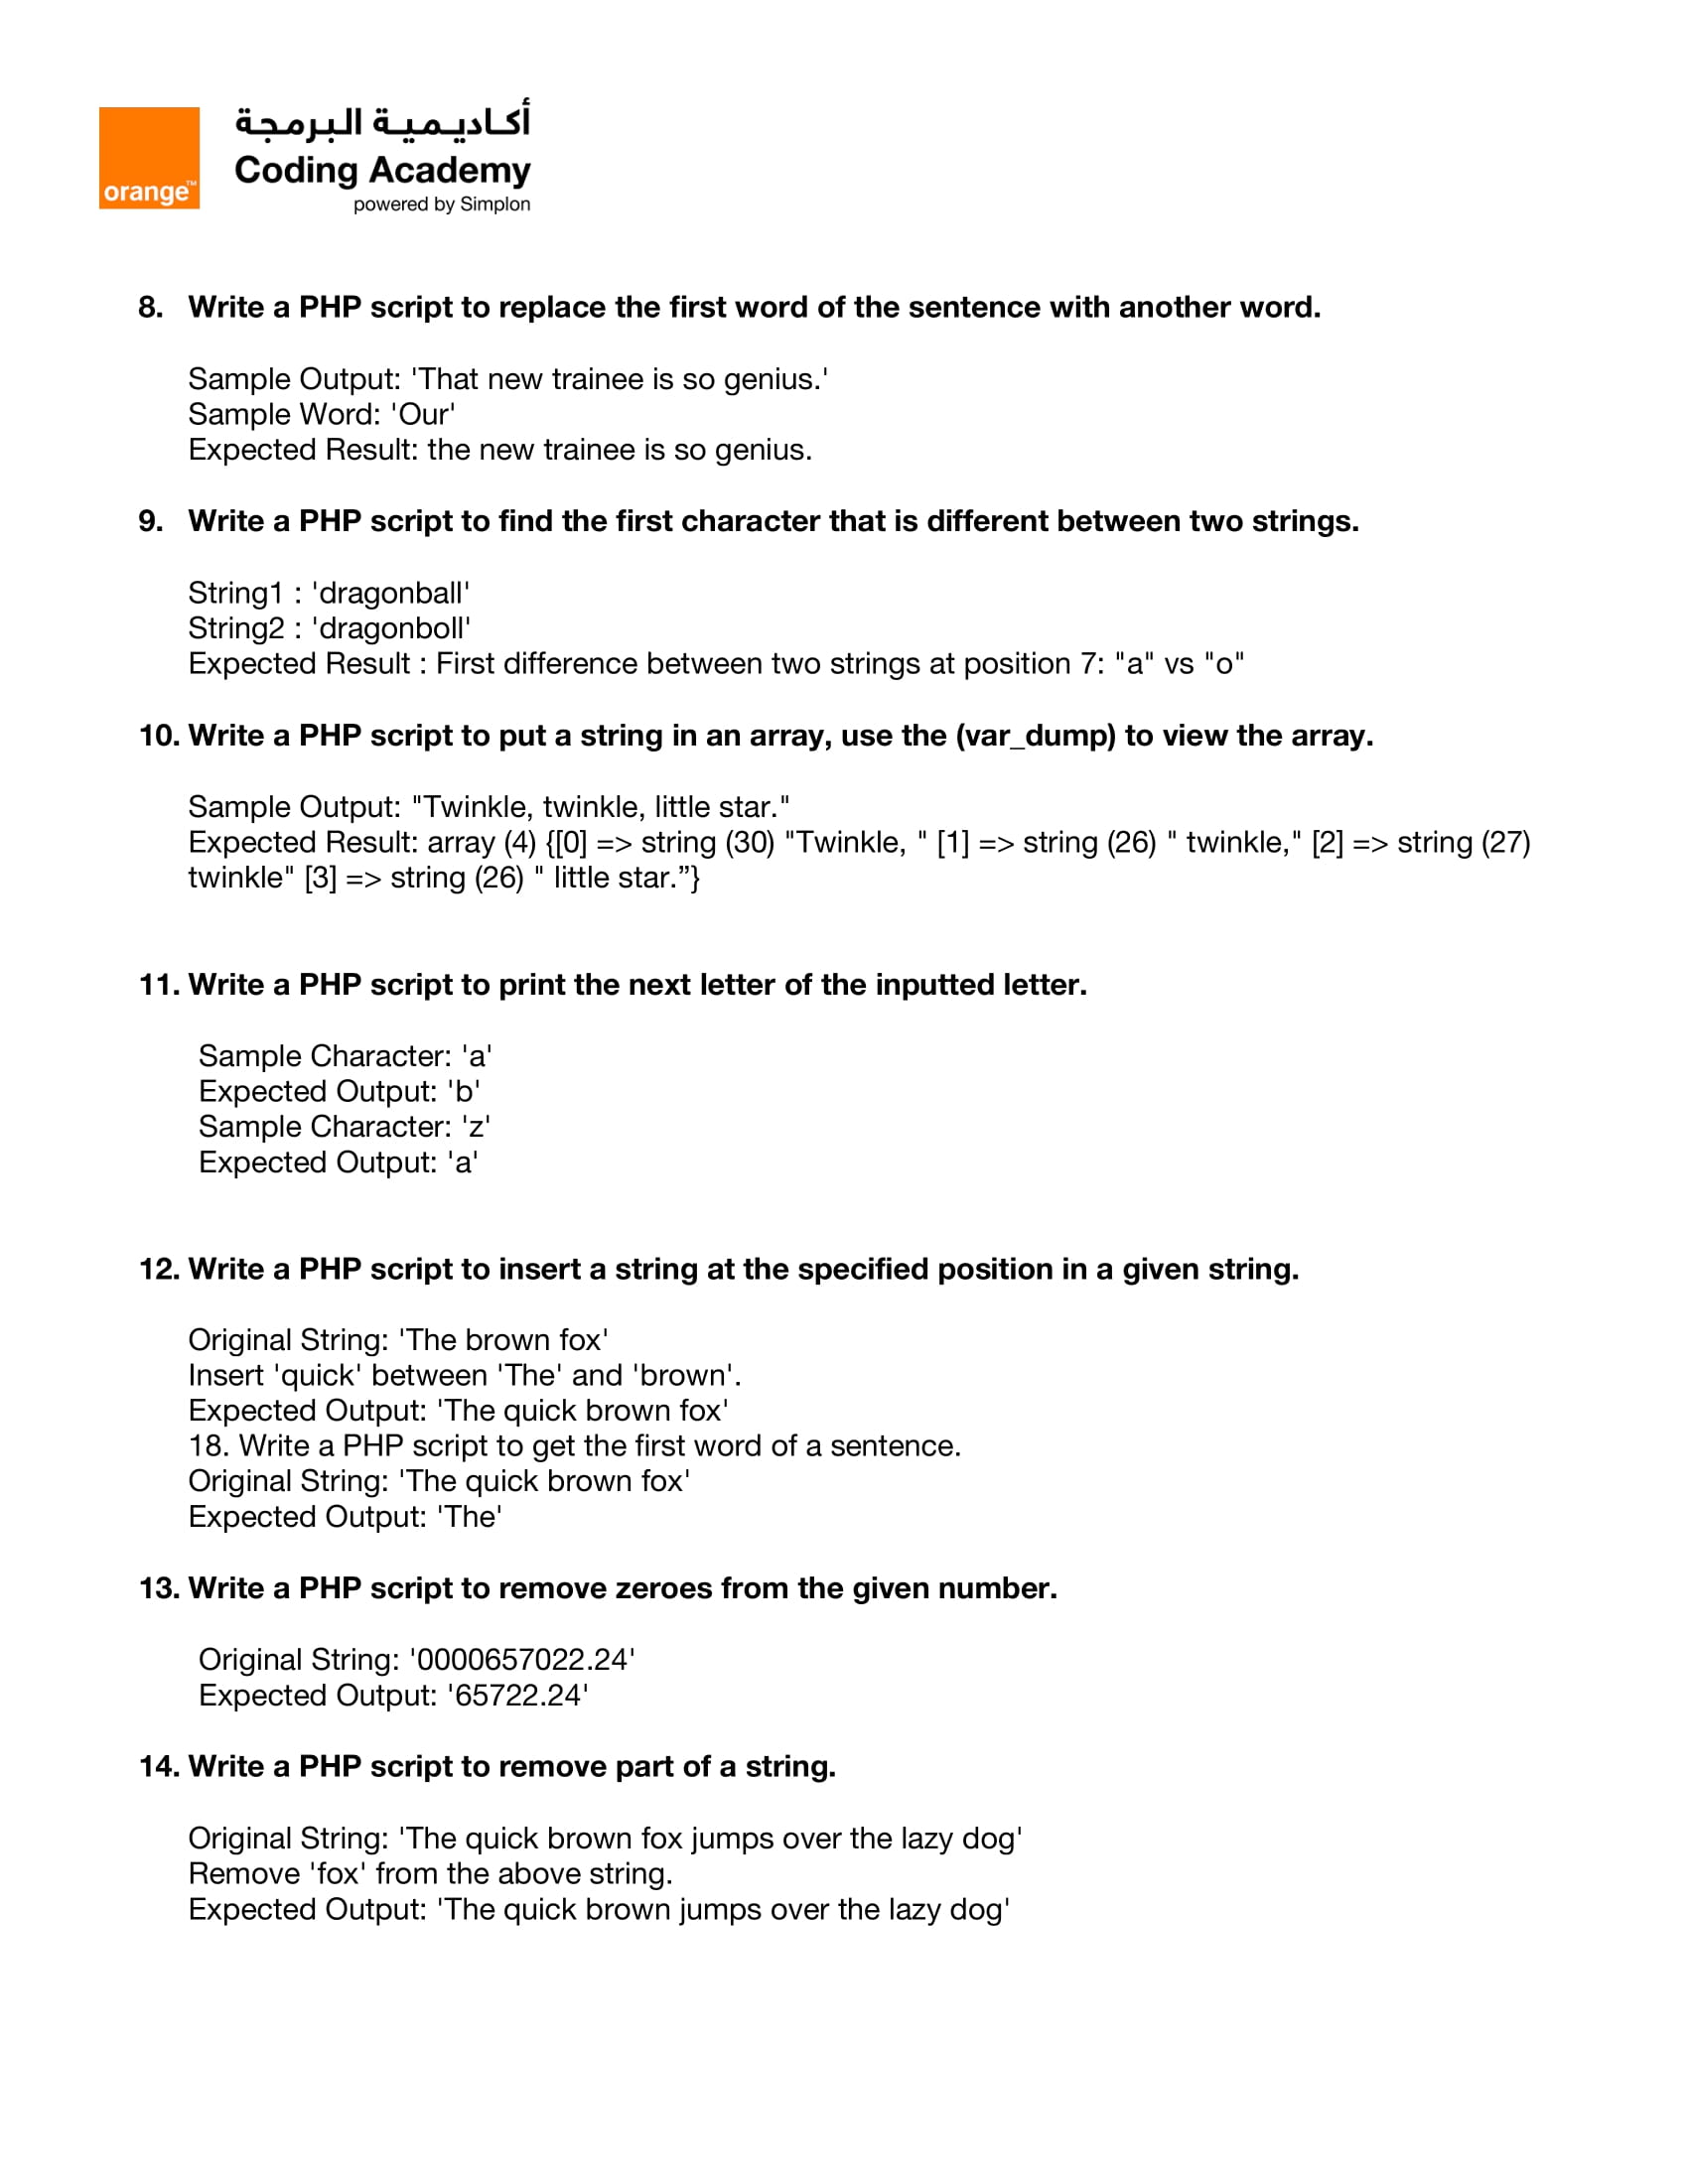 أكاديمية البرمجة
Coding Academy
powered by Simplon
orange™
8. Write a PHP script to replace the first word of the sentence with another word.
Sample Output: 'That new trainee is so genius.'
Sample Word: 'Our'
Expected Result: the new trainee is so genius.
9. Write a PHP script to find the first character that is different between two strings.
String1 : 'dragonball'
String2 : 'dragonboll'
Expected Result : First difference between two strings at position 7: "a" vs "o"
10. Write a PHP script to put a string in an array, use the (var_dump) to view the array.
Sample Output: "Twinkle, twinkle, little star."
Expected Result: array (4) {[0] => string (30) "Twinkle, " [1] => string (26) " twinkle," [2] => string (27)
twinkle" [3] => string (26) " little star.”}
11. Write a PHP script to print the next letter of the inputted letter.
Sample Character: 'a'
Expected Output: 'b'
Sample Character: 'z'
Expected Output: 'a'
12. Write a PHP script to insert a string at the specified position in a given string.
Original String: 'The brown fox'
Insert 'quick' between 'The' and 'brown'.
Expected Output: 'The quick brown fox'
18. Write a PHP script to get the first word of a sentence.
Original String: 'The quick brown fox'
Expected Output: 'The'
13. Write a PHP script to remove zeroes from the given number.
Original String: '0000657022.24'
Expected Output: '65722.24'
14. Write a PHP script to remove part of a string.
Original String: 'The quick brown fox jumps over the lazy dog'
Remove 'fox' from the above string.
Expected Output: 'The quick brown jumps over the lazy dog'